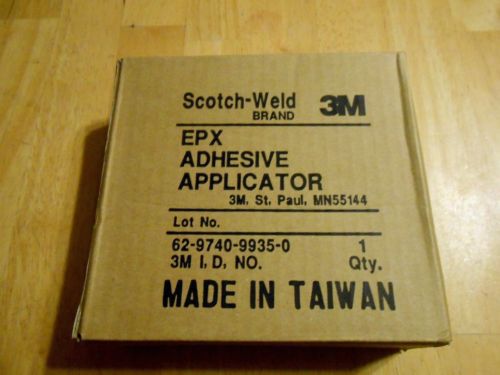 Scotch-Weld 3M
BRAND
EPX
ADHESIVE
APPLICATOR
3M, St, Paul, MN55144
Lot No.
62-9740-9935-0 1
3M I, D, NO. Qty.
MADE IN TAIWAN